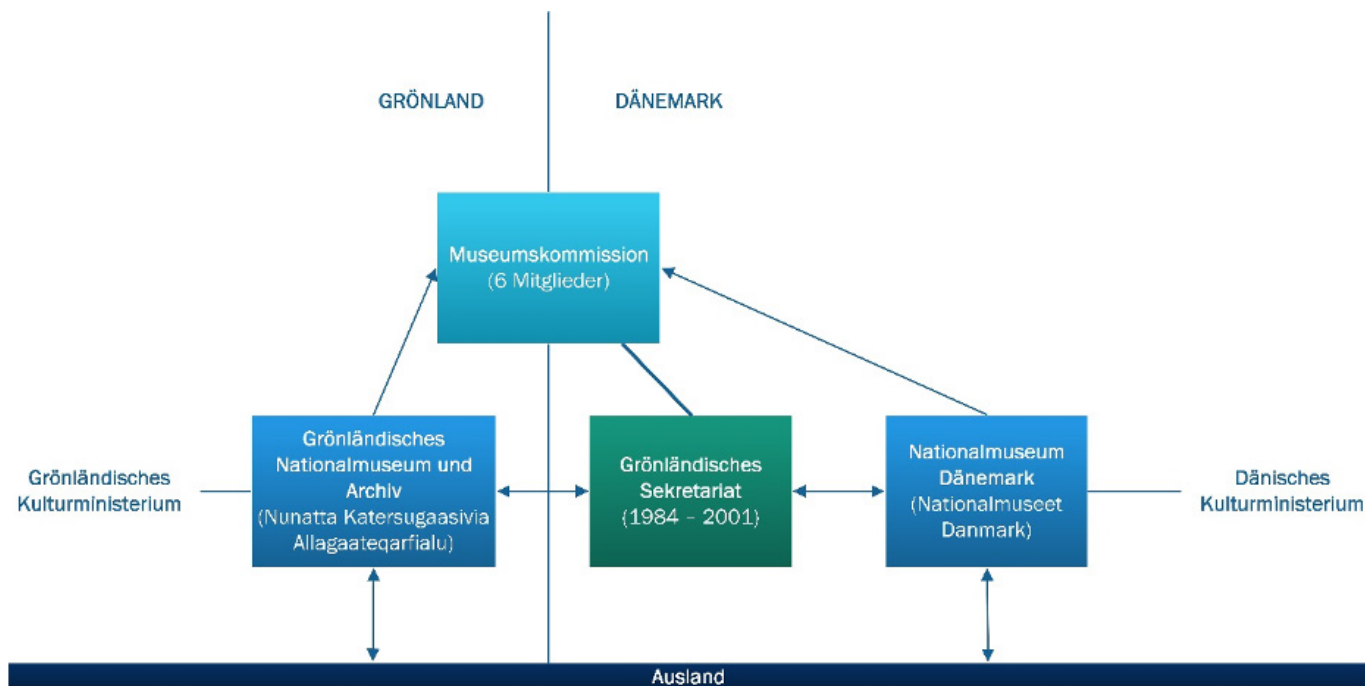 GRÖNLAND
DÄNEMARK
Museumskommission
(6 Mitglieder)
Grönländisches
Kulturministerium
Grönländisches
Nationalmuseum und
Archiv
(Nunatta Katersugaasivia
Allagaateqarfialu)
Grönländisches
Sekretariat
(1984 – 2001)
Nationalmuseum
Dänemark
(Nationalmuseet
Danmark)
Dänisches
Kulturministerium
Ausland